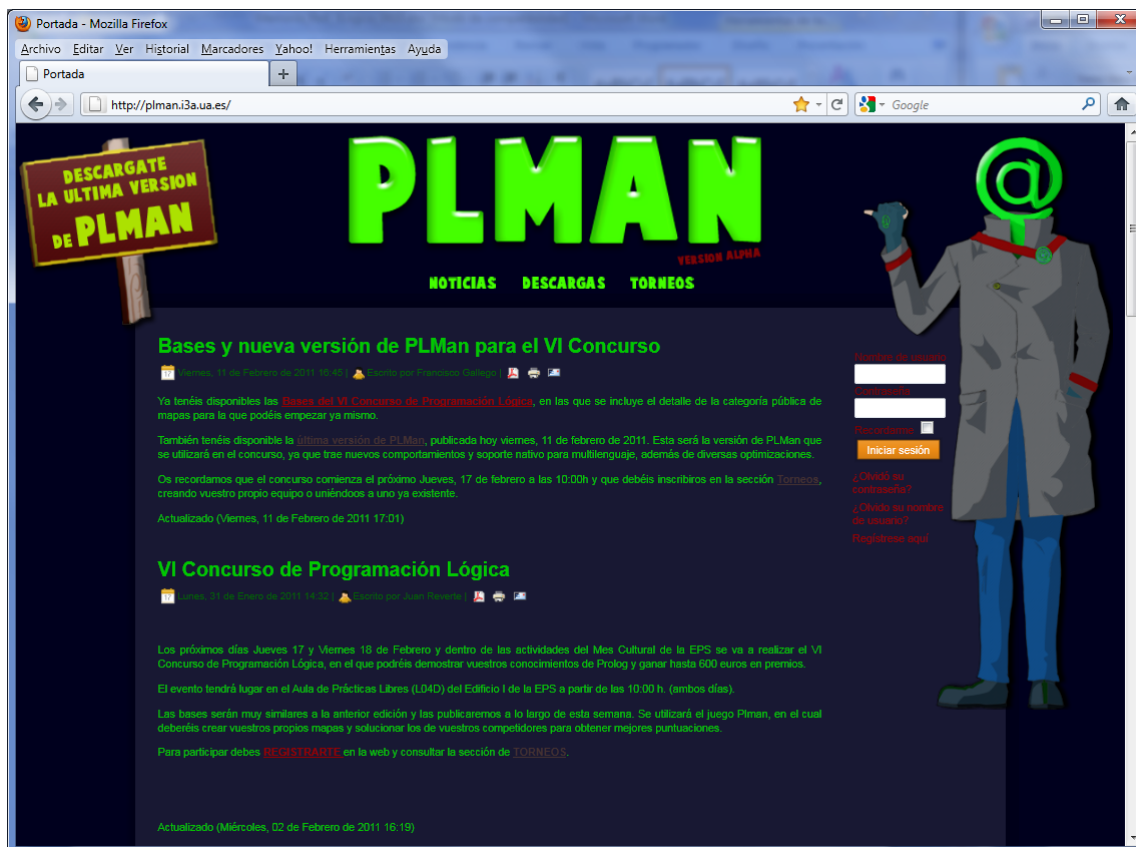 Portada - Mozilla Firefox
Archivo Editar Ver Historial Marcadores Yahoo! Herramientas Ayuda
Portada
http://plman.i3a.ua.es/
Google
DESCARGATE
LA ULTIMA VERSION
DE PLMAN
PLMAN
VERSION ALPHA
NOTICIAS DESCARGAS TORNEOS
Bases y nueva versión de PLMan para el VI Concurso
17 Viernes, 11 de Febrero de 2011 16:45 | Escrito por Francisco Gallego |
Ya tenéis disponibles las Bases del VI Concurso de Programación Lógica, en las que se incluye el detalle de la categoría pública de
mapas para la que podéis empezar ya mismo.
También tenéis disponible la última versión de PLMan, publicada hoy viernes, 11 de febrero de 2011. Esta será la versión de PLMan que
se utilizará en el concurso, ya que trae nuevos comportamientos y soporte nativo para multilenguaje, además de diversas optimizaciones.
Os recordamos que el concurso comienza el próximo Jueves, 17 de febrero a las 10:00h y que debéis inscribiros en la sección Torneos,
creando vuestro propio equipo o uniéndoos a uno ya existente.
Actualizado (Viernes, 11 de Febrero de 2011 17:01)
Nombre de usuario
Contraseña
Recordarme
Iniciar sesión
¿Olvidó su
contraseña?
¿Olvido su nombre
de usuario?
Regístrese aquí
VI Concurso de Programación Lógica
17 Lunes, 31 de Enero de 2011 14:32 | Escrito por Juan Reverte |
Los próximos días Jueves 17 y Viernes 18 de Febrero y dentro de las actividades del Mes Cultural de la EPS se va a realizar el VI
Concurso de Programación Lógica, en el que podréis demostrar vuestros conocimientos de Prolog y ganar hasta 600 euros en premios.
El evento tendrá lugar en el Aula de Prácticas Libres (L04D) del Edificio I de la EPS a partir de las 10:00 h. (ambos días).
Las bases serán muy similares a la anterior edición y las publicaremos a lo largo de esta semana. Se utilizará el juego Plman, en el cual
deberéis crear vuestros propios mapas y solucionar los de vuestros competidores para obtener mejores puntuaciones.
Para participar debes REGISTRARTE en la web y consultar la sección de TORNEOS.
Actualizado (Miércoles, 02 de Febrero de 2011 16:19)